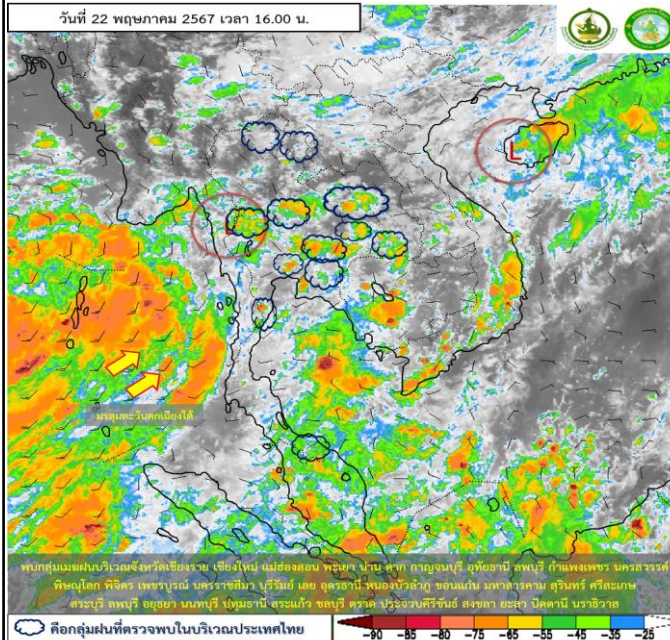 วันที่ 22 พฤษภาคม 2567 เวลา 16.00 น.
L
L
มรสุมตะวันตกเฉียงใต้
พบกลุ่มเมฆฝนบริเวณจังหวัดเชียงราย เชียงใหม่ แม่ฮ่องสอน พะเยา น่าน ตาก กาญจนบุรี อุทัยธานี ลพบุรี กำแพงเพชร นครสวรรค์
พิษณุโลก พิจิตร เพชรบูรณ์ นครราชสีมา บุรีรัมย์ เลย อุดรธานี หนองบัวลำภู ขอนแก่น มหาสารคาม สุรินทร์ ศรีสะเกษ
สระบุรี ลพบุรี อยุธยา นนทบุรี ปทุมธานี สระแก้ว ชลบุรี ตราด ประจวบคีรีขันธ์ สงขลา ยะลา ปัตตานี นราธิวาส
คือกลุ่มฝนที่ตรวจพบในบริเวณประเทศไทย
-90 -85 -80 -75 -65 -55 -45 -35 -25